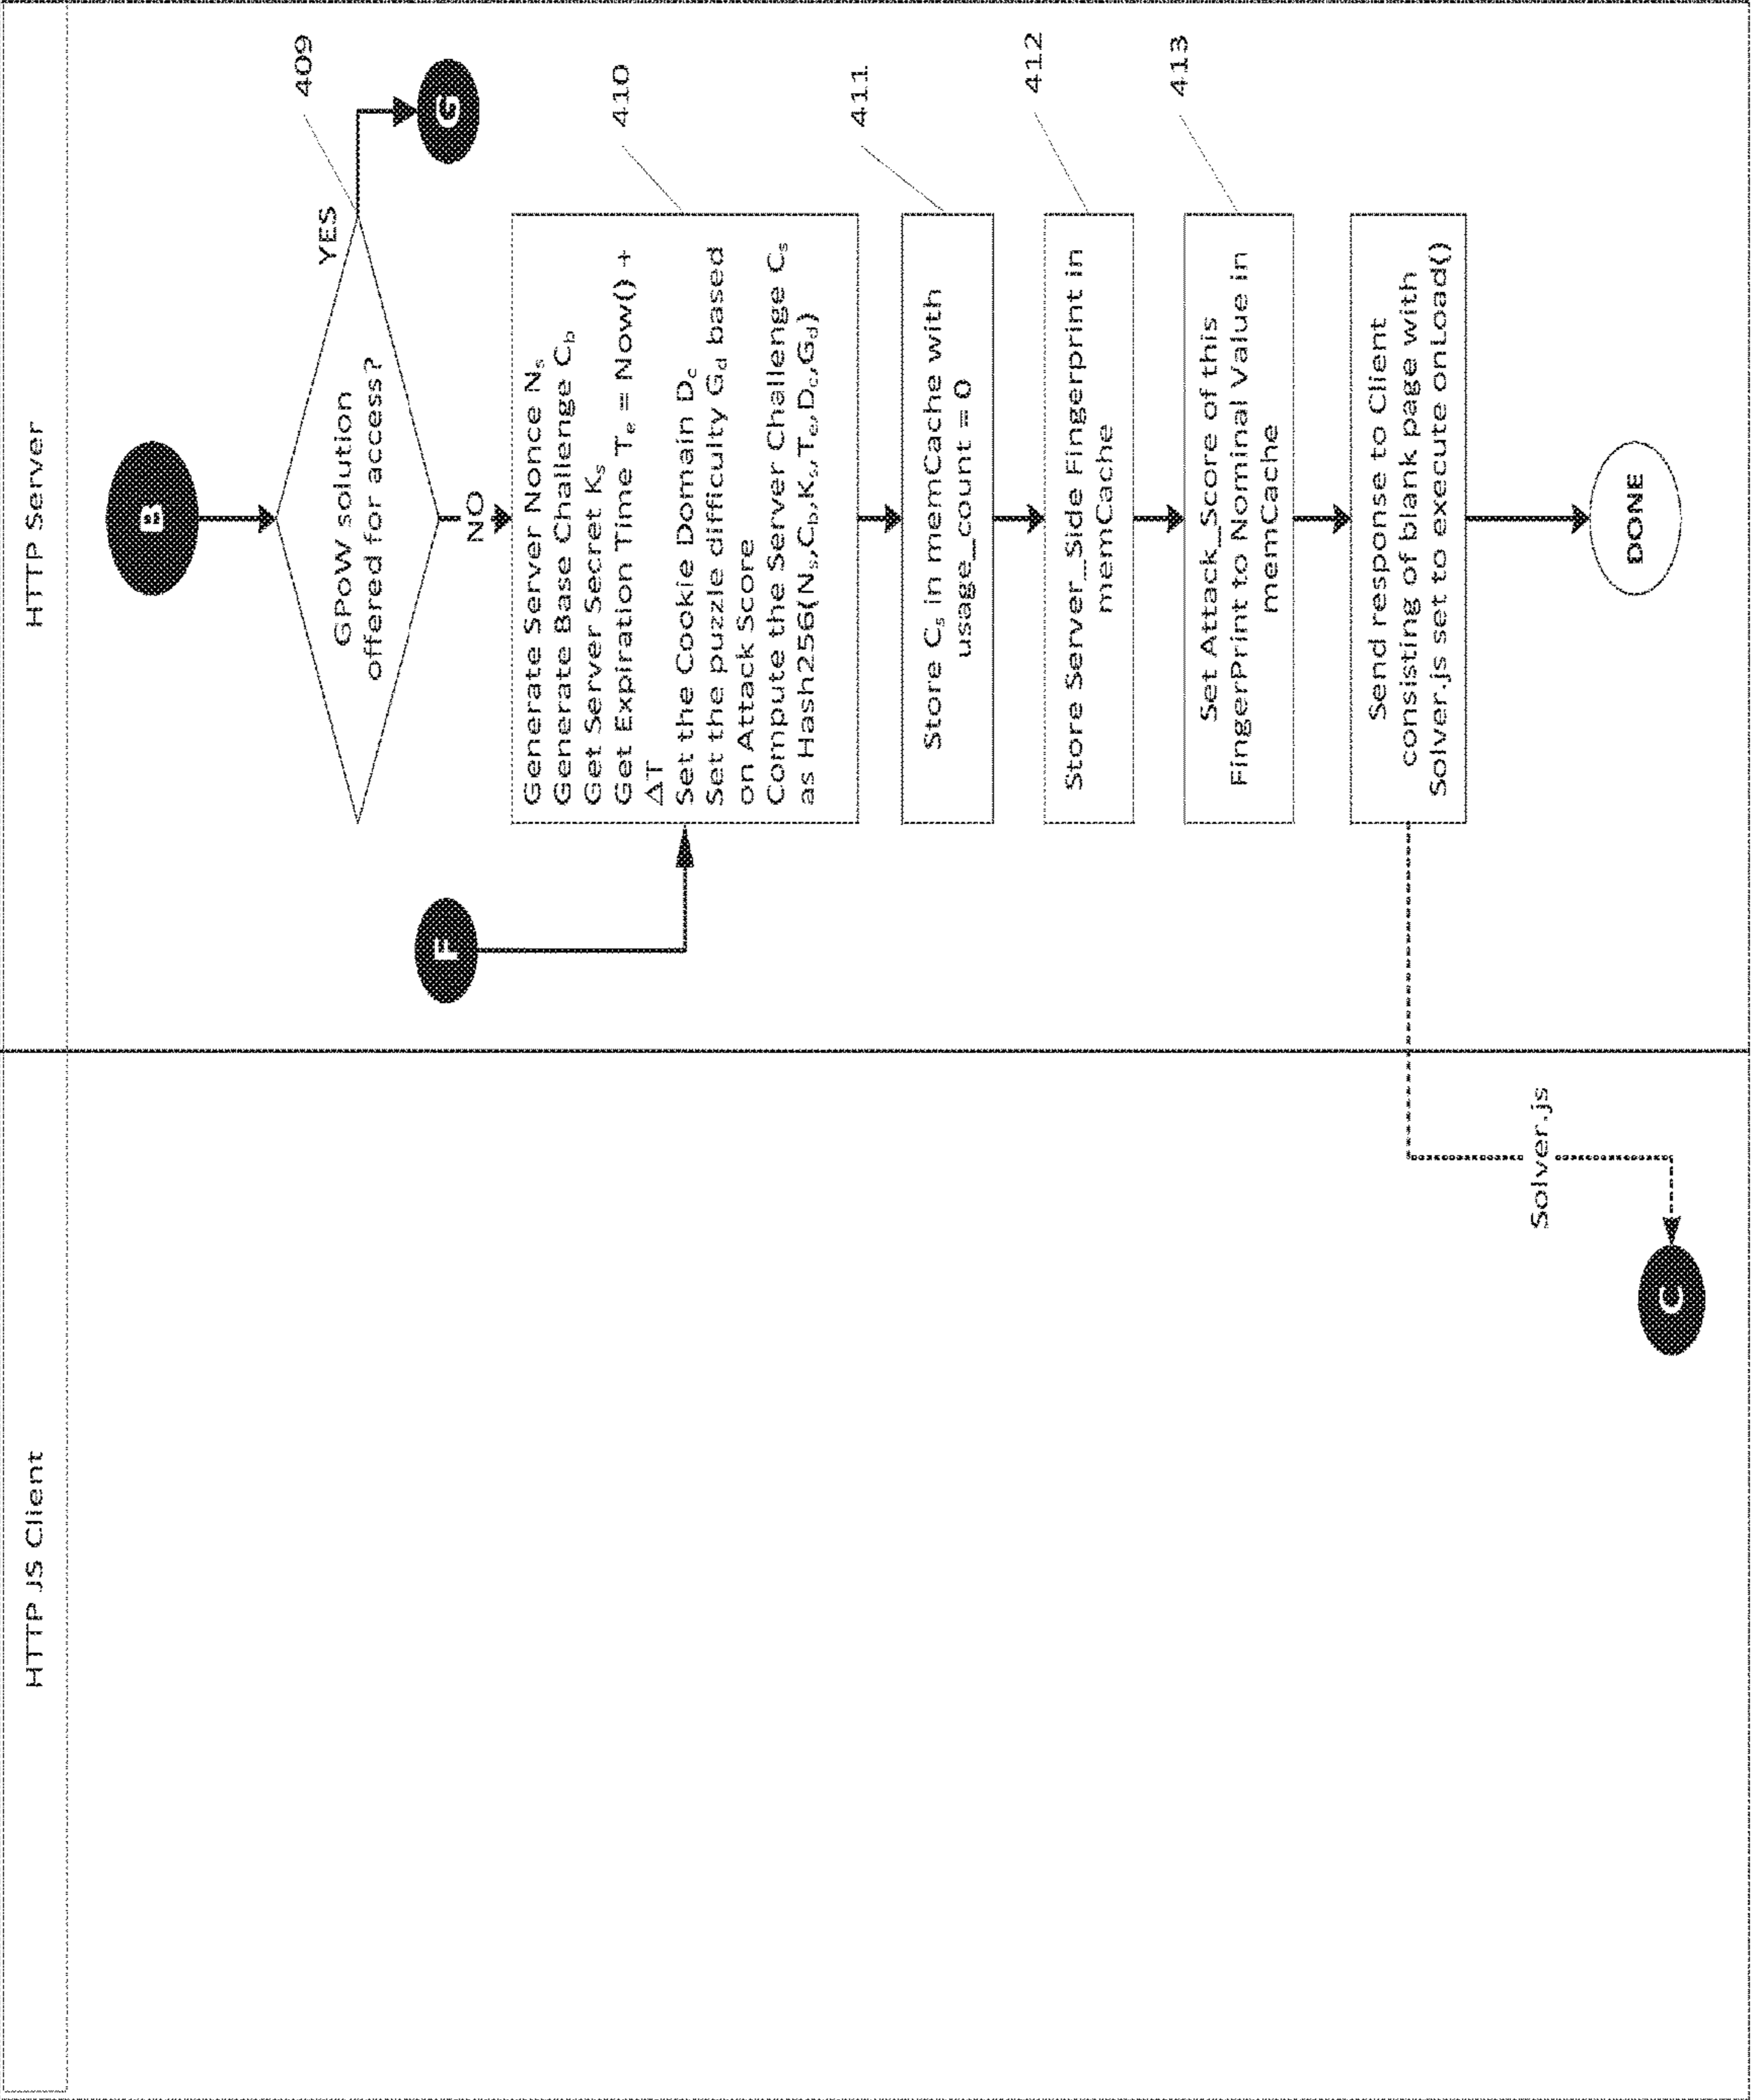 HTTP JS Client
HTTP Server
B
GPoW solution
offered for access?
YES
409
G
NO
F
Generate Server Nonce Nₛ
Generate Base Challenge C_b
Get Server Secret Kₛ
Get Expiration Time Tₑ = Now() +
ΔT
Set the Cookie Domain D_c
Set the puzzle difficulty G_d based
on Attack Score
Compute the Server Challenge Cₛ
as Hash256(Nₛ,C_b,Kₛ,Tₑ,D_c,G_d)
410
Store Cₛ in memCache with
usage_count = 0
411
Store Server_Side Fingerprint in
memCache
412
Set Attack_Score of this
FingerPrint to Nominal Value in
memCache
413
Send response to Client
consisting of blank page with
Solver.js set to execute onLoad()
Solver.js
C
DONE